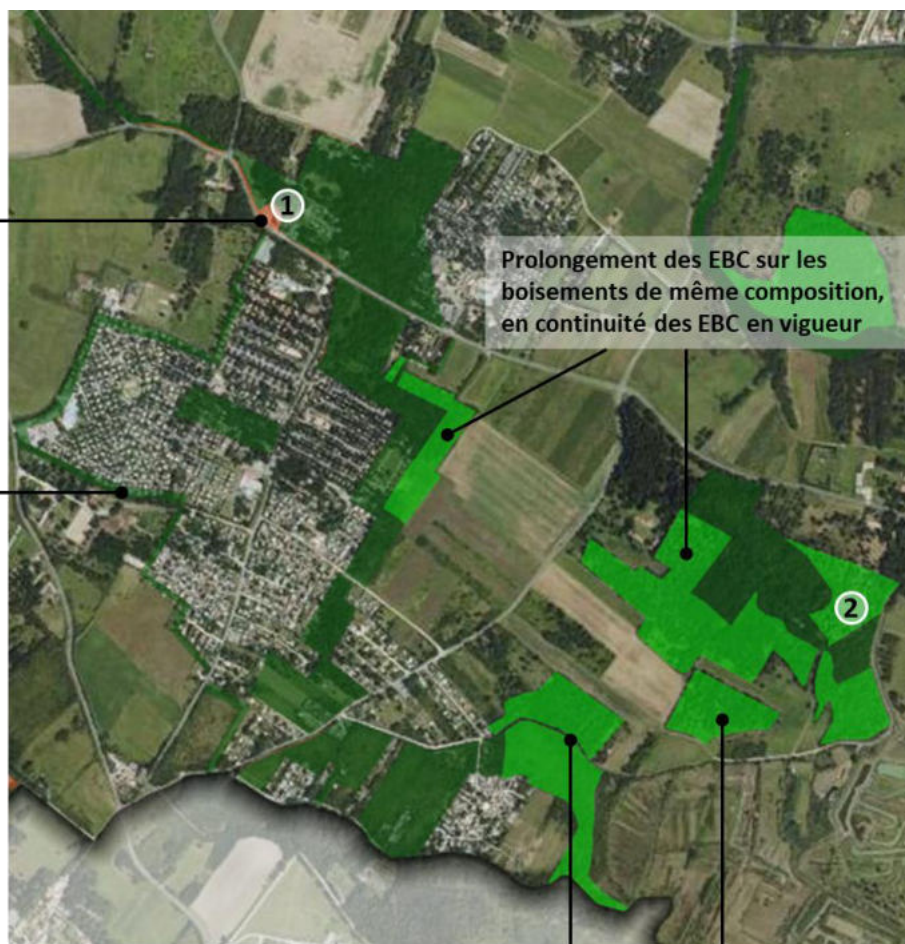 1
Prolongement des EBC sur les
boisements de même composition,
en continuité des EBC en vigueur
2